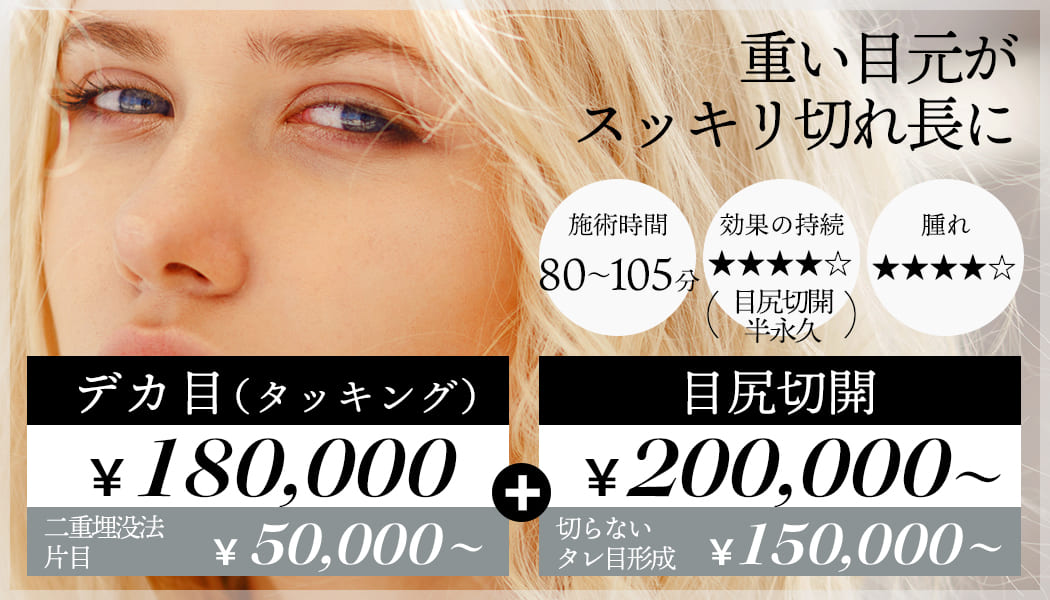 重い目元が
スッキリ切れ長に
施術時間
80~105分
効果の持続
★★★★☆
(目尻切開
半永久)
腫れ
★★★★☆
デカ目(タッキング)
¥180,000
二重埋没法
片目
¥50,000~
+
目尻切開
¥200,000~
切らない
タレ目形成
¥150,000~